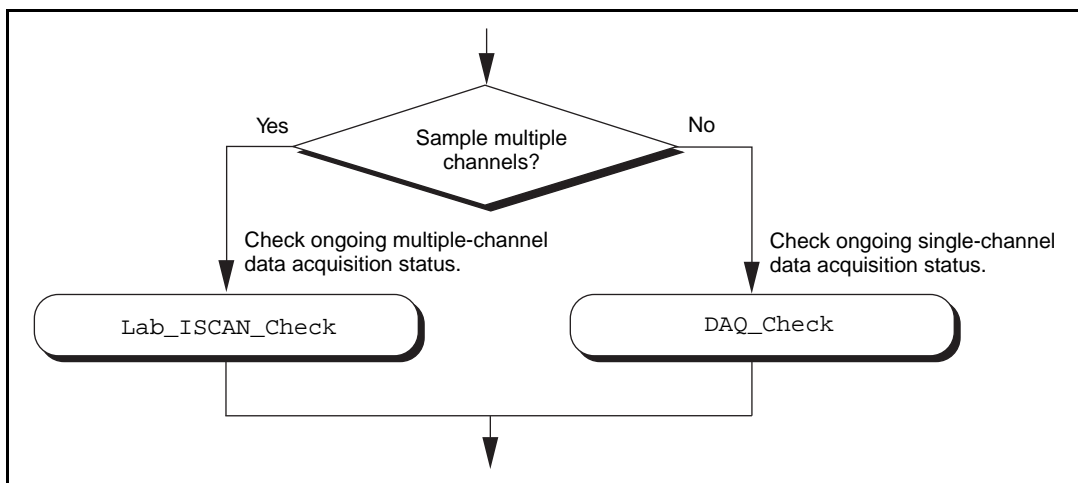 Sample multiple
channels?
Yes
No
Check ongoing multiple-channel
data acquisition status.
Check ongoing single-channel
data acquisition status.
Lab_ISCAN_Check
DAQ_Check